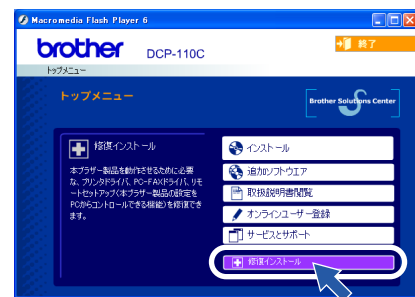 Macromedia Flash Player 6
brother DCP-110C
終了
トップメニュー
トップメニュー
Brother Solutions Center
修復インストール
本ブラザー製品を動作させるために必要
な、プリンタドライバ、PC-FAXドライバ、リモ
ートセットアップ(本ブラザー製品の設定を
PCからコントロールできる機能)を修復でき
ます。
インストール
追加ソフトウエア
取扱説明書閲覧
オンラインユーザー登録
サービスとサポート
修復インストール